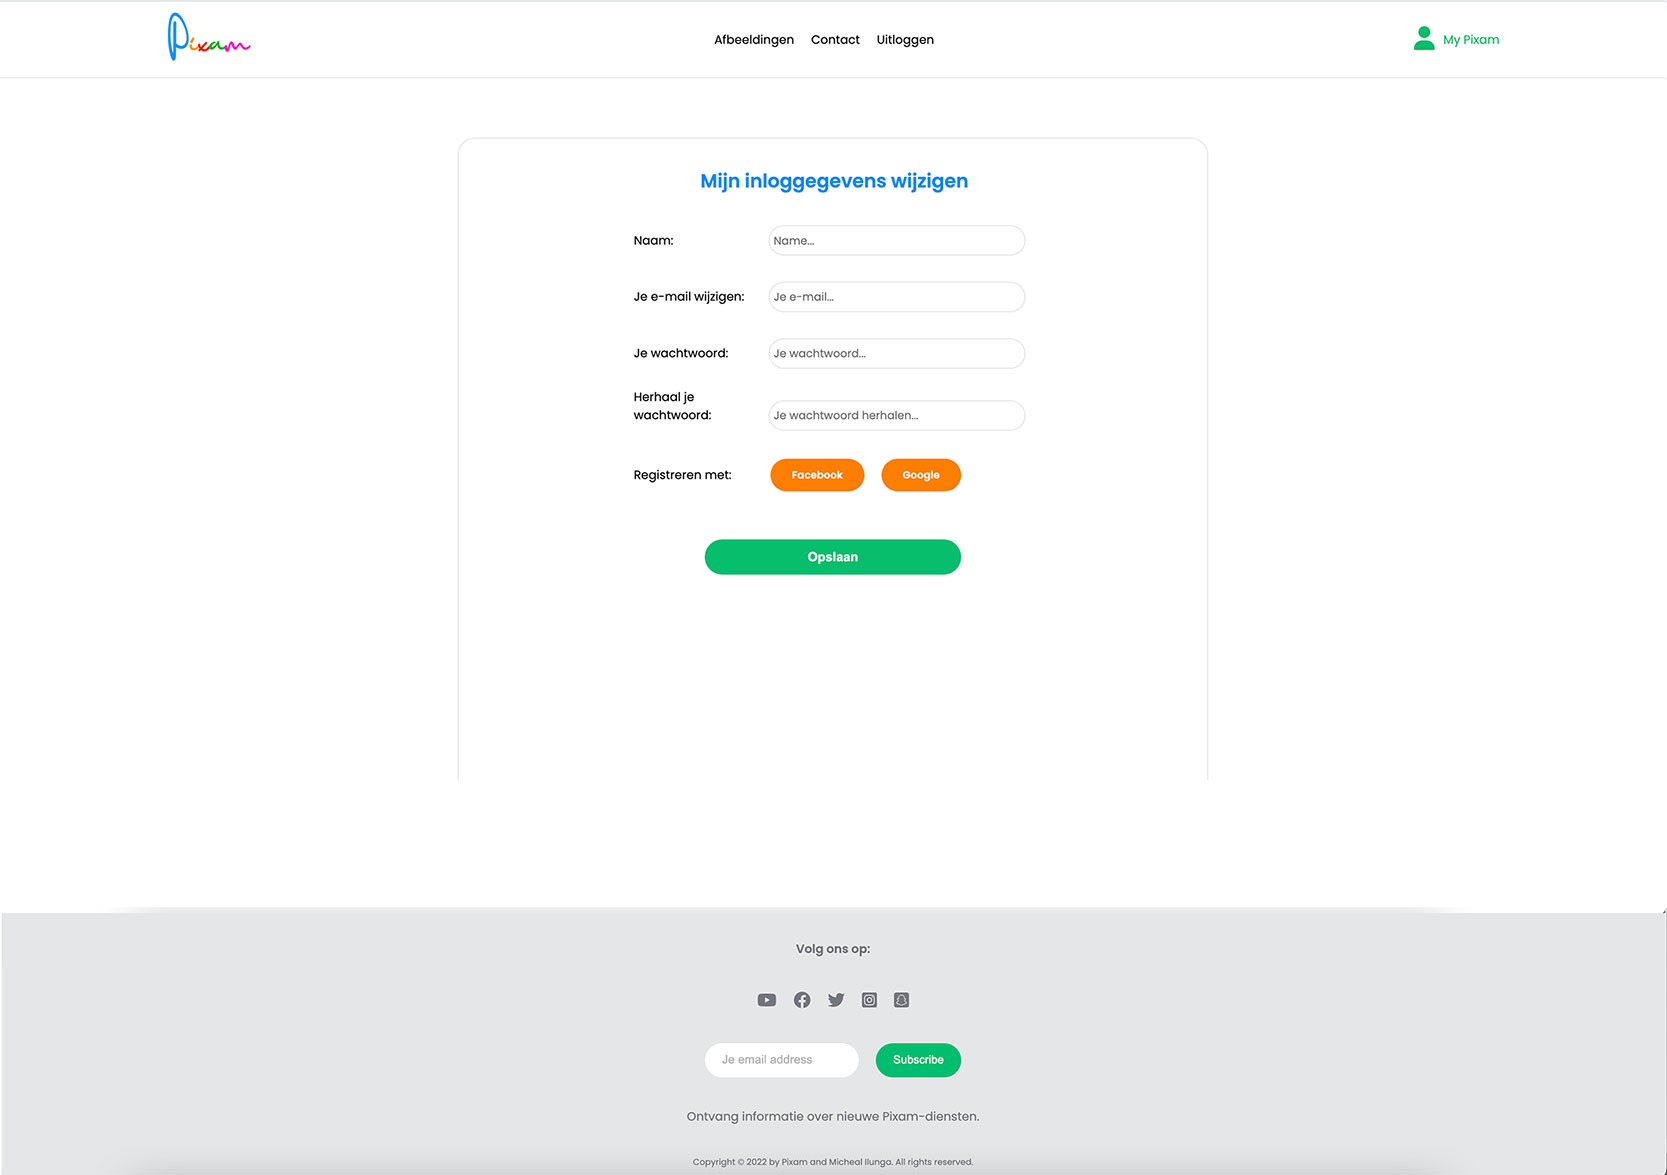 Pixam
Afbeeldingen Contact Uitloggen
My Pixam
Mijn inloggegevens wijzigen
Naam: Name...
Je e-mail wijzigen: Je e-mail...
Je wachtwoord: Je wachtwoord...
Herhaal je
wachtwoord: Je wachtwoord herhalen...
Registreren met: Facebook Google
Opslaan
Volg ons op:
Je email address Subscribe
Ontvang informatie over nieuwe Pixam-diensten.
Copyright © 2022 by Pixam and Micheal Ilunga. All rights reserved.